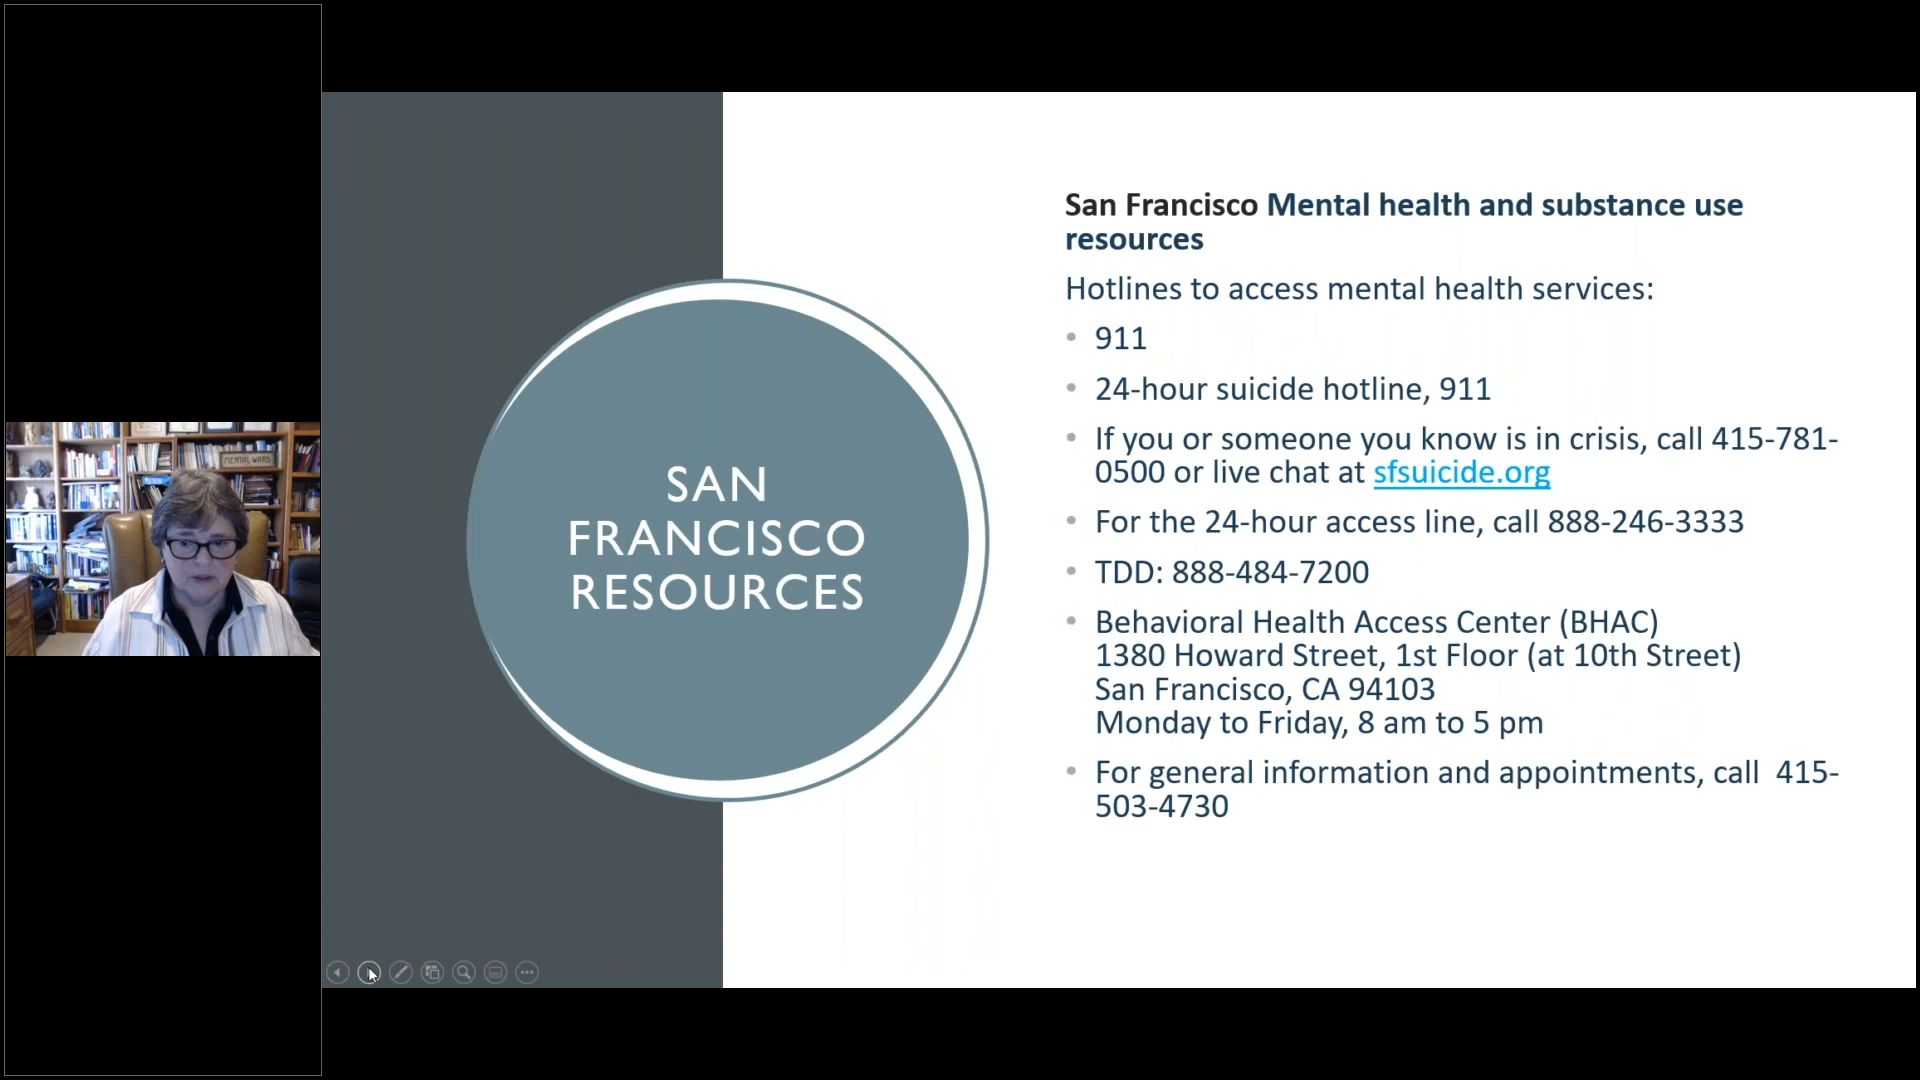 MENTAL WARD
SAN
FRANCISCO
RESOURCES
San Francisco Mental health and substance use
resources
Hotlines to access mental health services:
• 911
• 24-hour suicide hotline, 911
• If you or someone you know is in crisis, call 415-781-
0500 or live chat at sfsuicide.org
• For the 24-hour access line, call 888-246-3333
• TDD: 888-484-7200
• Behavioral Health Access Center (BHAC)
1380 Howard Street, 1st Floor (at 10th Street)
San Francisco, CA 94103
Monday to Friday, 8 am to 5 pm
• For general information and appointments, call  415-
503-4730